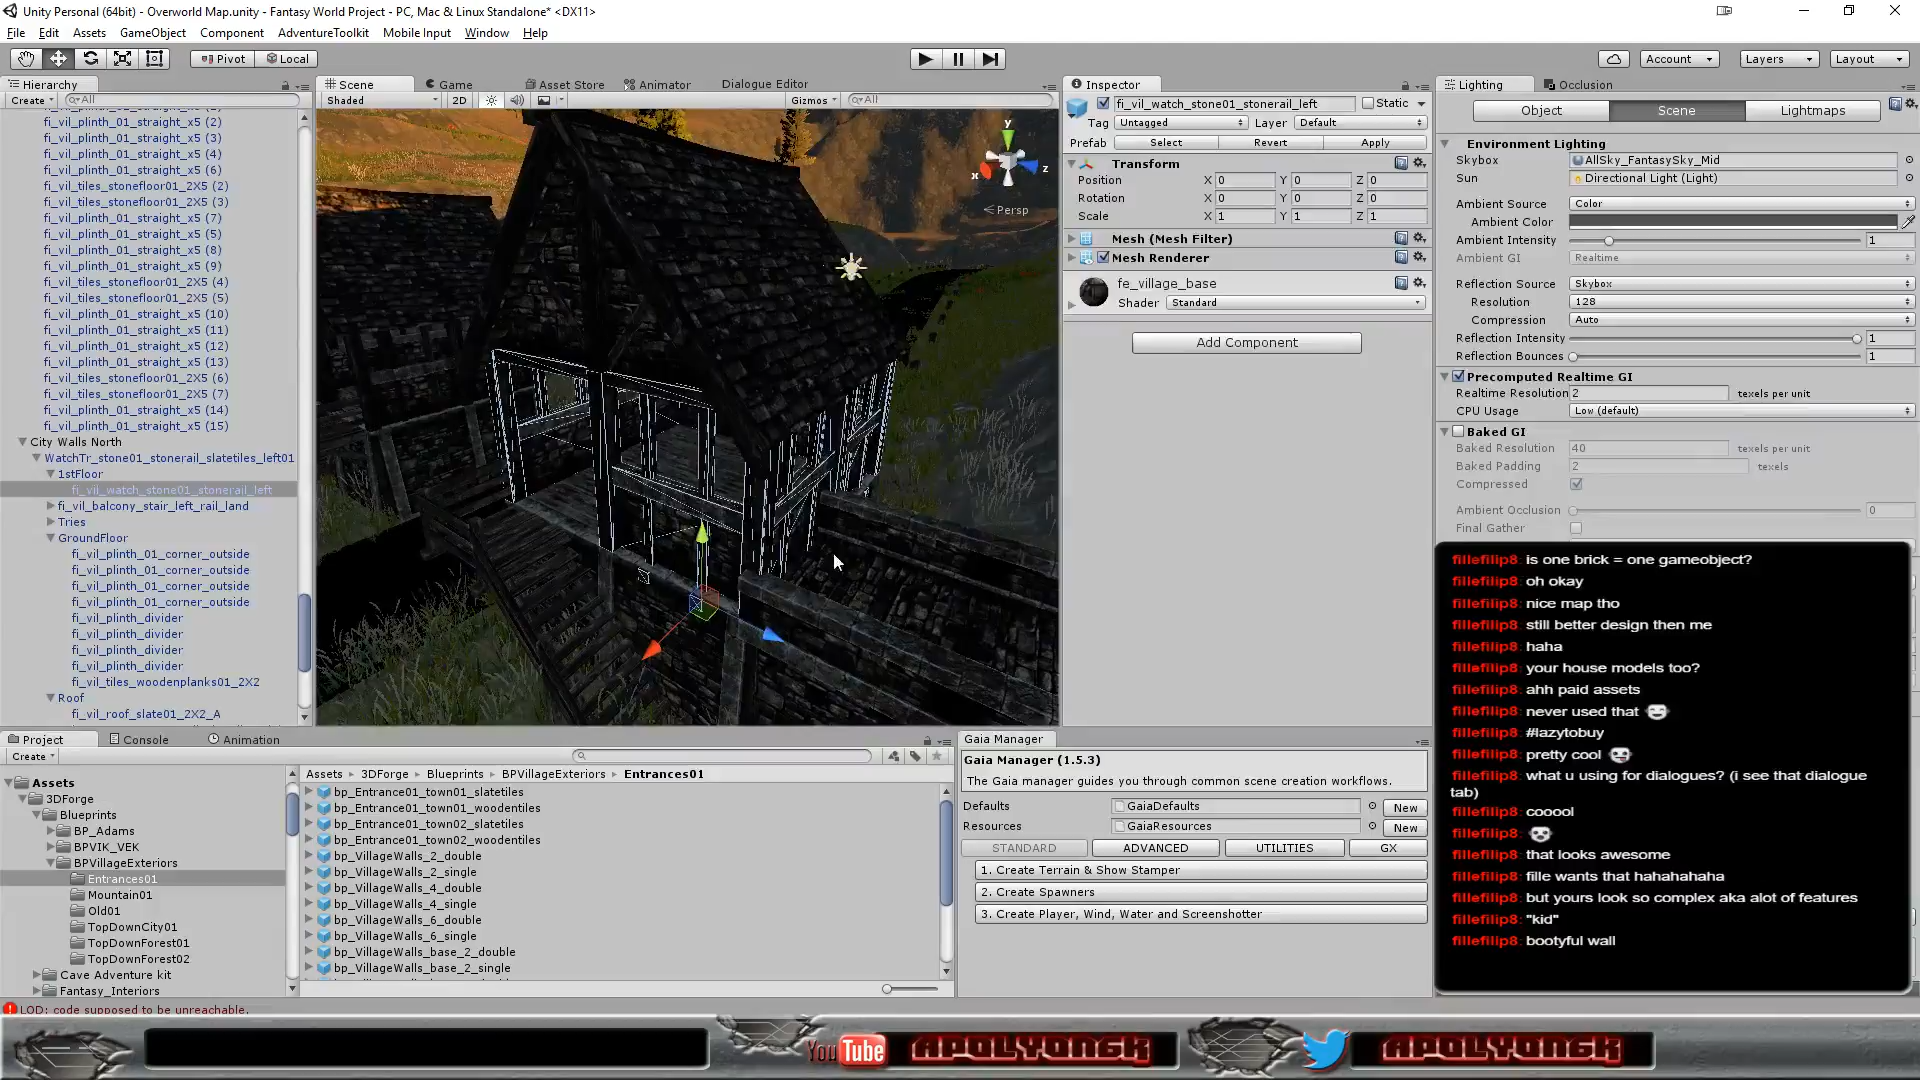 Unity Personal (64bit) - Overworld Map.unity - Fantasy World Project - PC, Mac & Linux Standalone* <DX11>
File Edit Assets GameObject Component AdventureToolkit Mobile Input Window Help
Pivot Local Account Layers Layout
Hierarchy
Create All
fi_vil_plinth_01_straight_x5 (2)
fi_vil_plinth_01_straight_x5 (3)
fi_vil_plinth_01_straight_x5 (4)
fi_vil_plinth_01_straight_x5 (6)
fi_vil_tiles_stonefloor01_2X5 (2)
fi_vil_tiles_stonefloor01_2X5 (3)
fi_vil_plinth_01_straight_x5 (7)
fi_vil_plinth_01_straight_x5 (5)
fi_vil_plinth_01_straight_x5 (8)
fi_vil_plinth_01_straight_x5 (9)
fi_vil_tiles_stonefloor01_2X5 (4)
fi_vil_tiles_stonefloor01_2X5 (5)
fi_vil_plinth_01_straight_x5 (10)
fi_vil_plinth_01_straight_x5 (11)
fi_vil_plinth_01_straight_x5 (12)
fi_vil_plinth_01_straight_x5 (13)
fi_vil_tiles_stonefloor01_2X5 (6)
fi_vil_tiles_stonefloor01_2X5 (7)
fi_vil_plinth_01_straight_x5 (14)
fi_vil_plinth_01_straight_x5 (15)
City Walls North
WatchTr_stone01_stonerail_slatetiles_left01
1stFloor
fi_vil_watch_stone01_stonerail_left
fi_vil_balcony_stair_left_rail_land
Tries
GroundFloor
fi_vil_plinth_01_corner_outside
fi_vil_plinth_01_corner_outside
fi_vil_plinth_01_corner_outside
fi_vil_plinth_01_corner_outside
fi_vil_plinth_divider
fi_vil_plinth_divider
fi_vil_plinth_divider
fi_vil_plinth_divider
fi_vil_tiles_woodenplanks01_2X2
Roof
fi_vil_roof_slate01_2X2_A
Scene Game Asset Store Animator Dialogue Editor
Shaded 2D Gizmos All
y
x z
Persp
Inspector
fi_vil_watch_stone01_stonerail_left Static
Tag Untagged Layer Default
Prefab Select Revert Apply
Transform
Position X 0 Y 0 Z 0
Rotation X 0 Y 0 Z 0
Scale X 1 Y 1 Z 1
Mesh (Mesh Filter)
Mesh Renderer
fe_village_base
Shader Standard
Add Component
Lighting Occlusion
Object Scene Lightmaps
Environment Lighting
Skybox AllSky_FantasySky_Mid
Sun Directional Light (Light)
Ambient Source Color
Ambient Color
Ambient Intensity 1
Ambient GI Realtime
Reflection Source Skybox
Resolution 128
Compression Auto
Reflection Intensity 1
Reflection Bounces 1
Precomputed Realtime GI
Realtime Resolution 2 texels per unit
CPU Usage Low (default)
Baked GI
Baked Resolution 40 texels per unit
Baked Padding 2 texels
Compressed
Ambient Occlusion 0
Final Gather
fillefilip8: is one brick = one gameobject?
fillefilip8: oh okay
fillefilip8: nice map tho
fillefilip8: still better design then me
fillefilip8: haha
fillefilip8: your house models too?
fillefilip8: ahh paid assets
fillefilip8: never used that
fillefilip8: #lazytobuy
fillefilip8: pretty cool
fillefilip8: what u using for dialogues? (i see that dialogue
tab)
fillefilip8: cooool
fillefilip8:
fillefilip8: that looks awesome
fillefilip8: fille wants that hahahahaha
fillefilip8: but yours look so complex aka alot of features
fillefilip8: "kid"
fillefilip8: bootyful wall
Project Console Animation
Create
Assets
3DForge
Blueprints
BP_Adams
BPVIK_VEK
BPVillageExteriors
Entrances01
Mountain01
Old01
TopDownCity01
TopDownForest01
TopDownForest02
Cave Adventure kit
Fantasy_Interiors
Assets 3DForge Blueprints BPVillageExteriors Entrances01
bp_Entrance01_town01_slatetiles
bp_Entrance01_town01_woodentiles
bp_Entrance01_town02_slatetiles
bp_Entrance01_town02_woodentiles
bp_VillageWalls_2_double
bp_VillageWalls_2_single
bp_VillageWalls_4_double
bp_VillageWalls_4_single
bp_VillageWalls_6_double
bp_VillageWalls_6_single
bp_VillageWalls_base_2_double
bp_VillageWalls_base_2_single
Gaia Manager
Gaia Manager (1.5.3)
The Gaia manager guides you through common scene creation workflows.
Defaults GaiaDefaults New
Resources GaiaResources New
STANDARD ADVANCED UTILITIES GX
1. Create Terrain & Show Stamper
2. Create Spawners
3. Create Player, Wind, Water and Screenshotter
LOD: code supposed to be unreachable.
YouTube APOLYONGK APOLYONGK